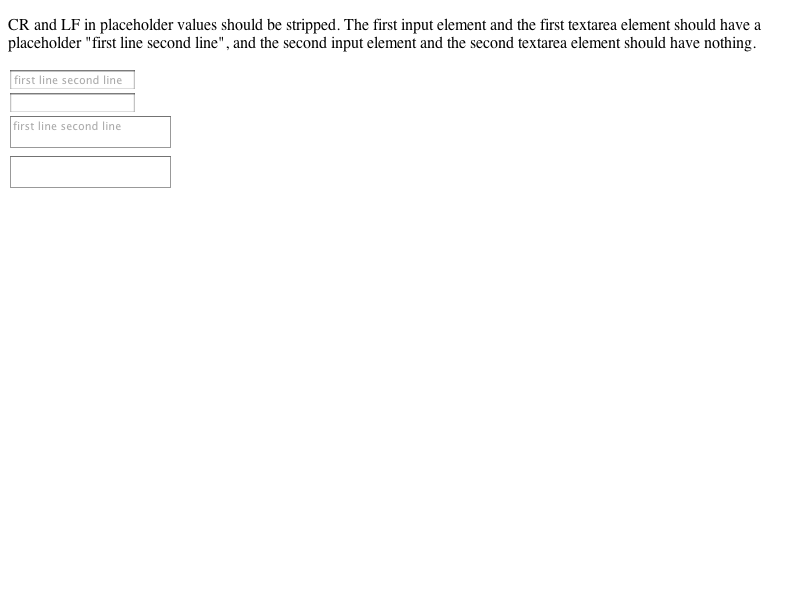 CR and LF in placeholder values should be stripped. The first input element and the first textarea element should have a
placeholder "first line second line", and the second input element and the second textarea element should have nothing.
first line second line
first line second line